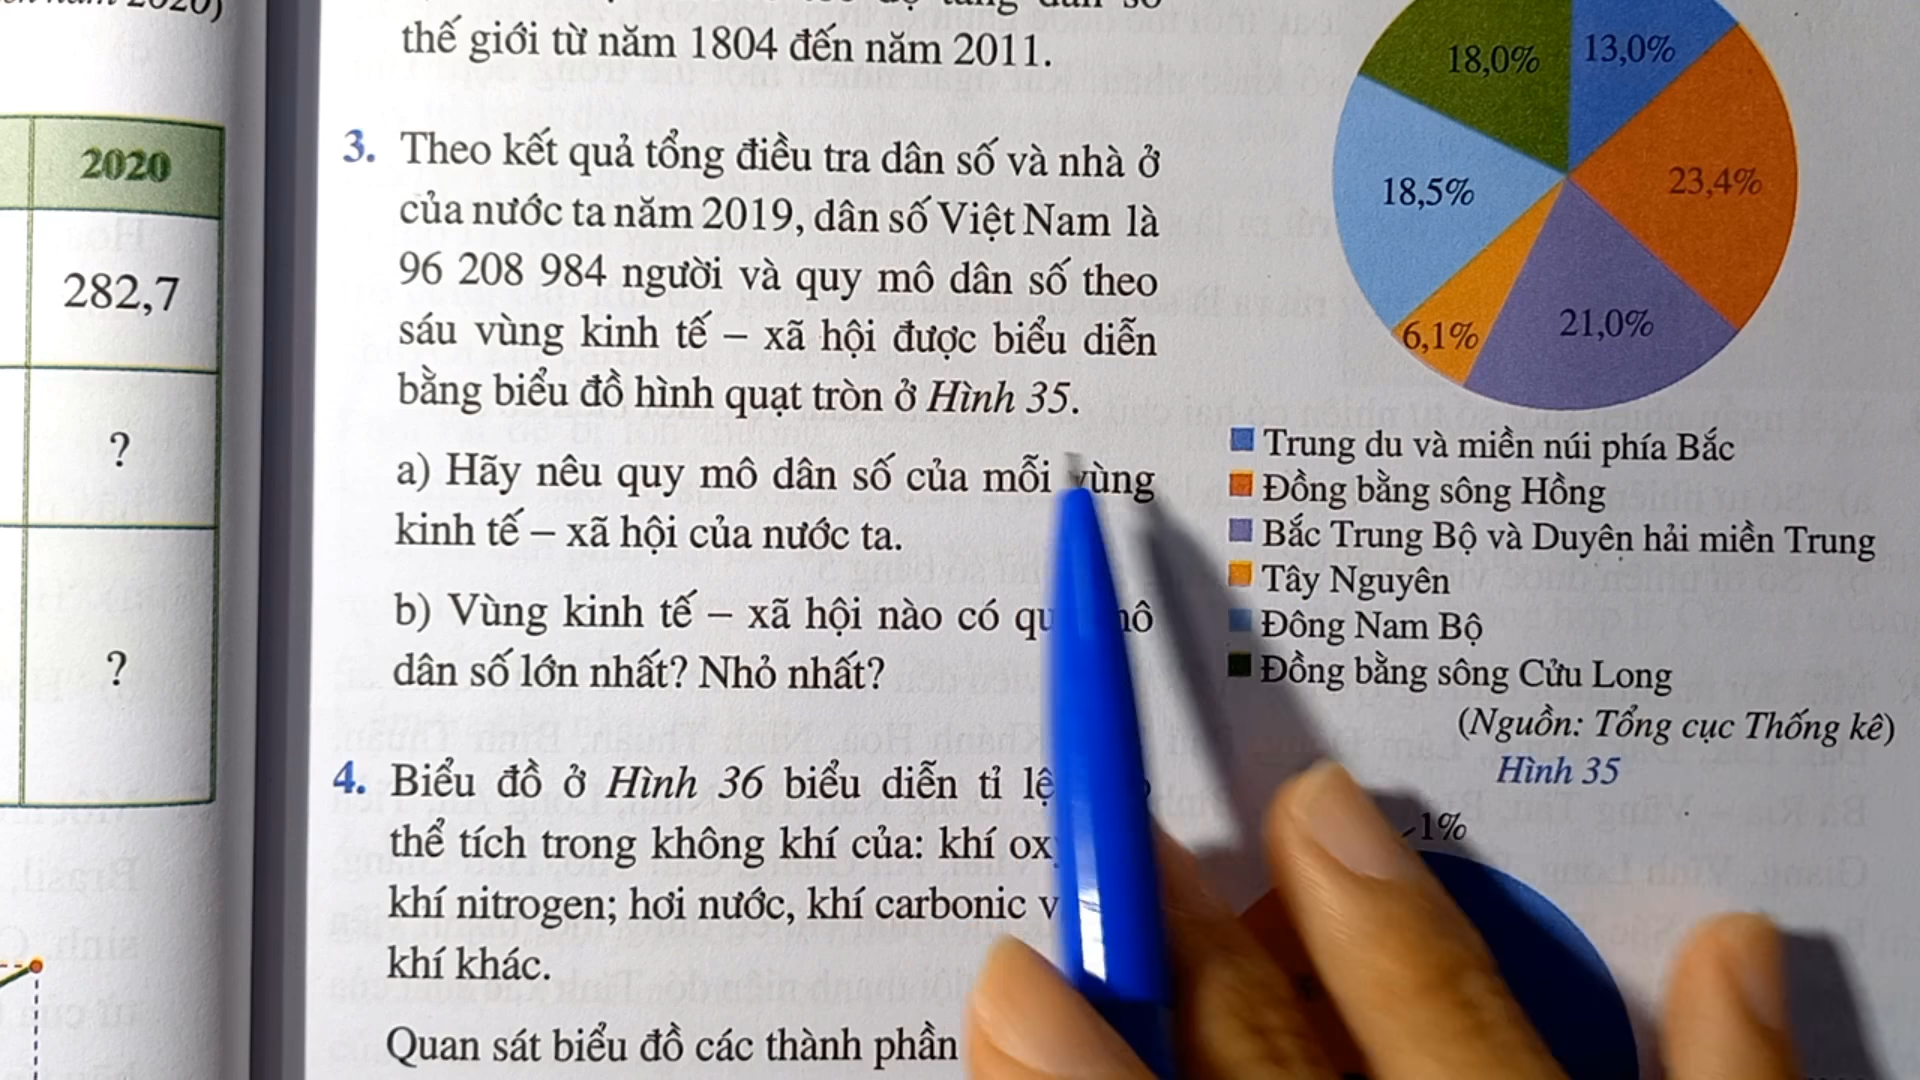 2020)
2020
282,7
?
?
thế giới từ năm 1804 đến năm 2011.
3. Theo kết quả tổng điều tra dân số và nhà ở
của nước ta năm 2019, dân số Việt Nam là
96 208 984 người và quy mô dân số theo
sáu vùng kinh tế – xã hội được biểu diễn
bằng biểu đồ hình quạt tròn ở Hình 35.
a) Hãy nêu quy mô dân số của mỗi vùng
kinh tế – xã hội của nước ta.
b) Vùng kinh tế – xã hội nào có
dân số lớn nhất? Nhỏ nhất?
4. Biểu đồ ở Hình 36 biểu diễn tỉ lệ
thể tích trong không khí của: khí
khí nitrogen; hơi nước, khí carbonic
khí khác.
Quan sát biểu đồ các thành phần
18,0%
13,0%
18,5%
23,4%
6,1%
21,0%
Trung du và miền núi phía Bắc
Đồng bằng sông Hồng
Bắc Trung Bộ và Duyên hải miền Trung
Tây Nguyên
Đông Nam Bộ
Đồng bằng sông Cửu Long
(Nguồn: Tổng cục Thống kê)
Hình 35
1%